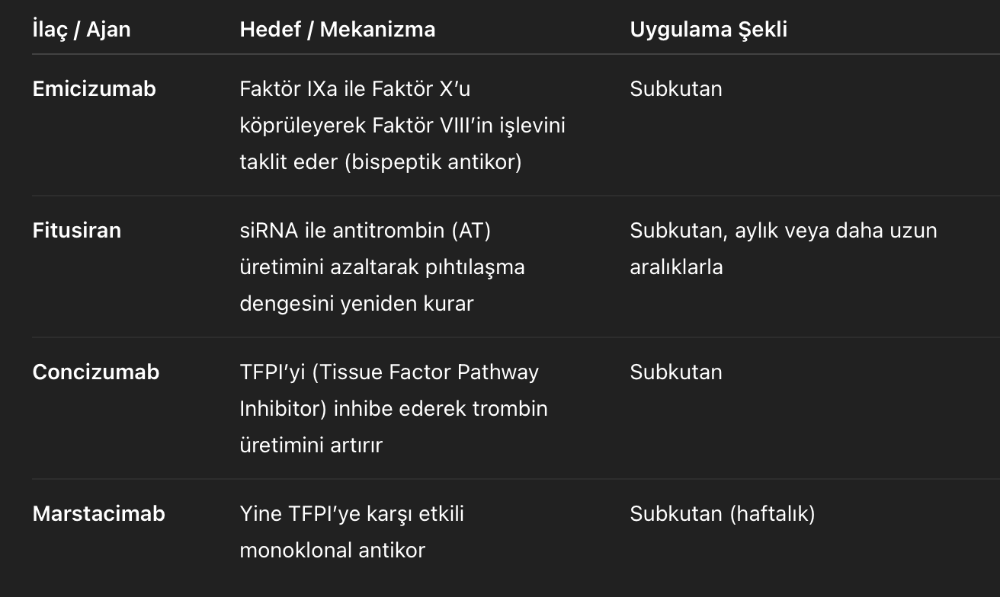 İlaç / Ajan
Hedef / Mekanizma
Uygulama Şekli
Emicizumab
Faktör IXa ile Faktör X’u
köprüleyerek Faktör VIII’in işlevini
taklit eder (bispeptik antikor)
Subkutan
Fitusiran
siRNA ile antitrombin (AT)
üretimini azaltarak pıhtılaşma
dengesini yeniden kurar
Subkutan, aylık veya daha uzun
aralıklarla
Concizumab
TFPI’yi (Tissue Factor Pathway
Inhibitor) inhibe ederek trombin
üretimini artırır
Subkutan
Marstacimab
Yine TFPI’ye karşı etkili
monoklonal antikor
Subkutan (haftalık)